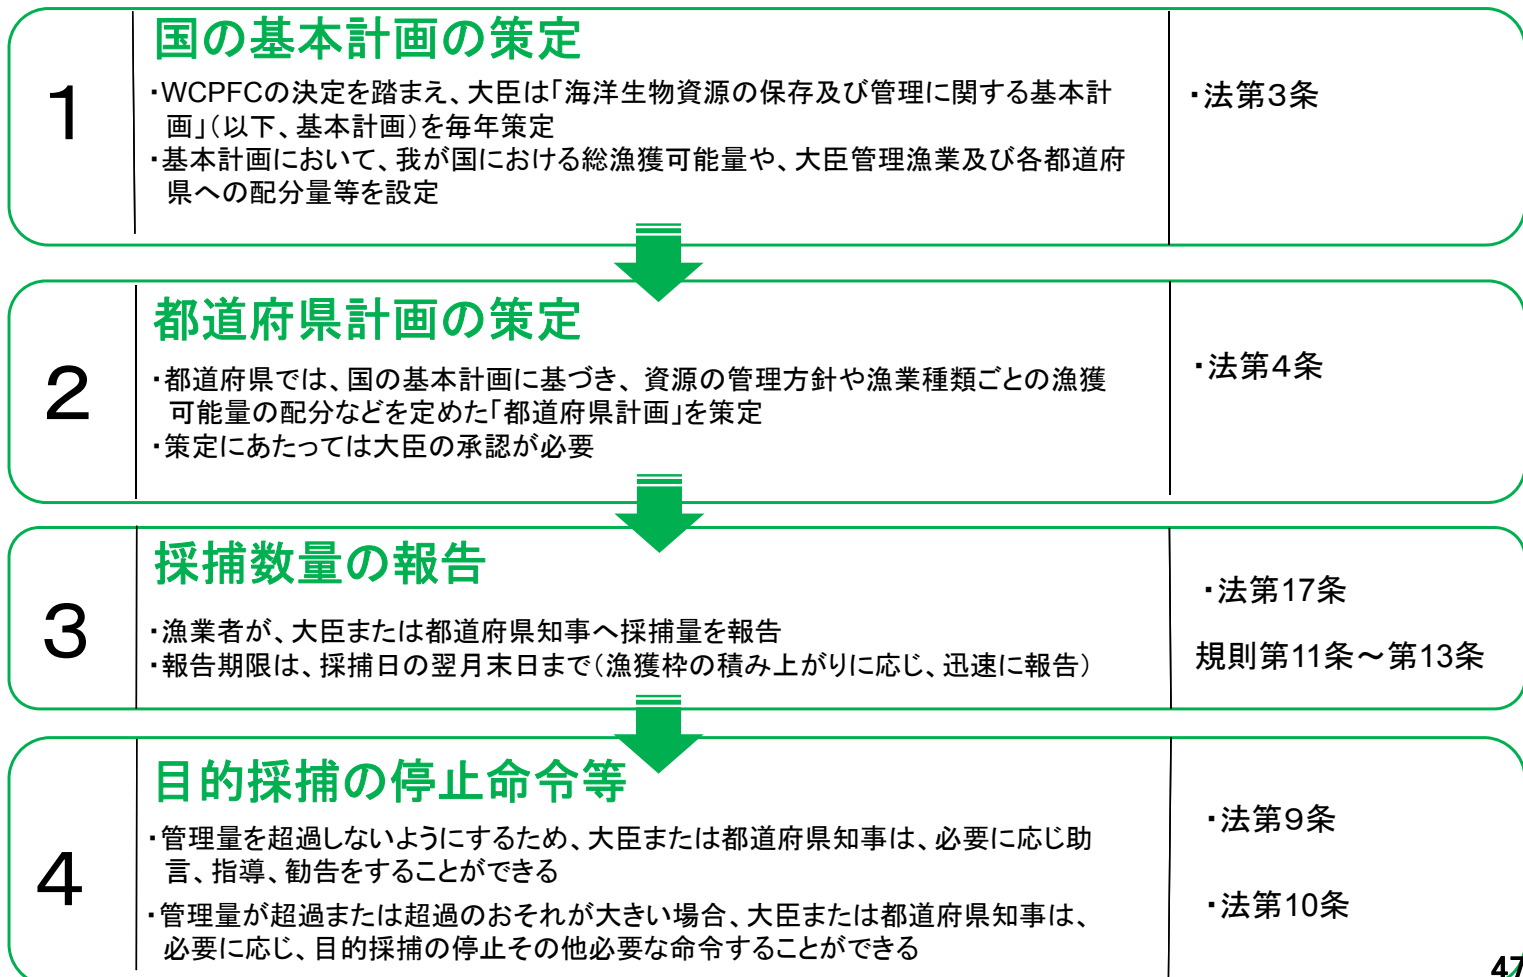 国の基本計画の策定
1
・WCPFCの決定を踏まえ、大臣は「海洋生物資源の保存及び管理に関する基本計
画」（以下、基本計画）を毎年策定
・基本計画において、我が国における総漁獲可能量や、大臣管理漁業及び各都道府
県への配分量等を設定
・法第３条
都道府県計画の策定
2
・都道府県では、国の基本計画に基づき、資源の管理方針や漁業種類ごとの漁獲
可能量の配分などを定めた「都道府県計画」を策定
・策定にあたっては大臣の承認が必要
・法第４条
採捕数量の報告
3
・漁業者が、大臣または都道府県知事へ採捕量を報告
・報告期限は、採捕日の翌月末日まで（漁獲枠の積み上がりに応じ、迅速に報告）
・法第17条
規則第11条～第13条
目的採捕の停止命令等
4
・管理量を超過しないようにするため、大臣または都道府県知事は、必要に応じ助
言、指導、勧告をすることができる
・管理量が超過または超過のおそれが大きい場合、大臣または都道府県知事は、
必要に応じ、目的採捕の停止その他必要な命令することができる
・法第９条
・法第10条
47